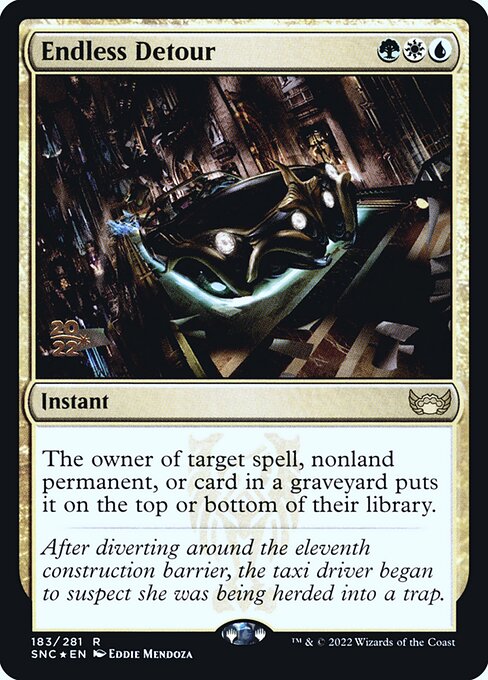 Endless Detour
20
22
Instant
The owner of target spell, nonland
permanent, or card in a graveyard puts
it on the top or bottom of their library.
After diverting around the eleventh
construction barrier, the taxi driver began
to suspect she was being herded into a trap.
183/281 R
SNC ★ EN Eddie Mendoza
™ & © 2022 Wizards of the Coast